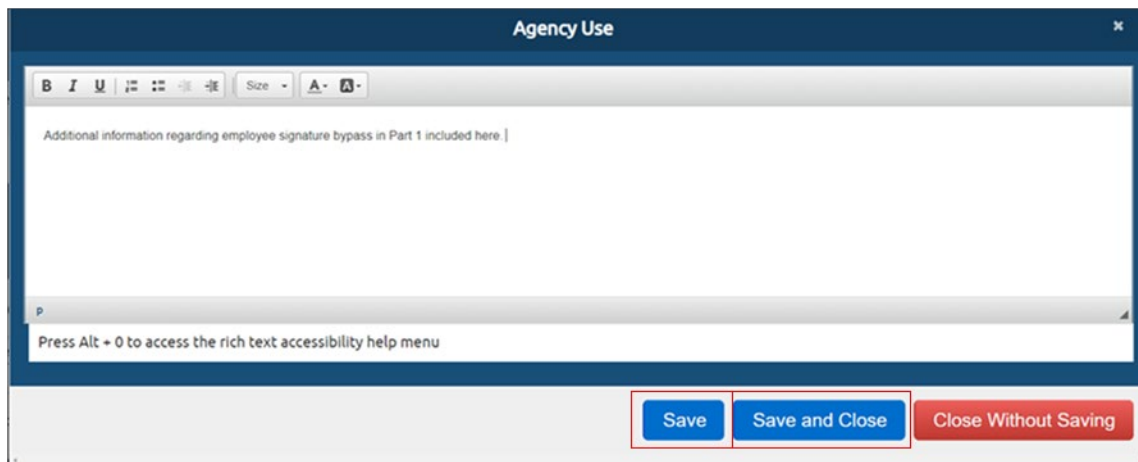 Agency Use
B I U Size A A
Additional information regarding employee signature bypass in Part 1 included here.
P
Press Alt + 0 to access the rich text accessibility help menu
Save Save and Close Close Without Saving